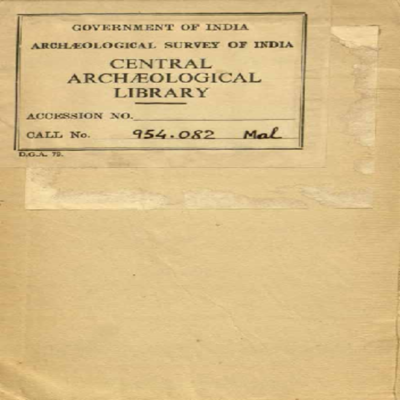 GOVERNMENT OF INDIA
ARCHÆOLOGICAL SURVEY OF INDIA
CENTRAL
ARCHÆOLOGICAL
LIBRARY
ACCESSION NO.
CALL No. 954.082 Mal
D.G.A. 79.